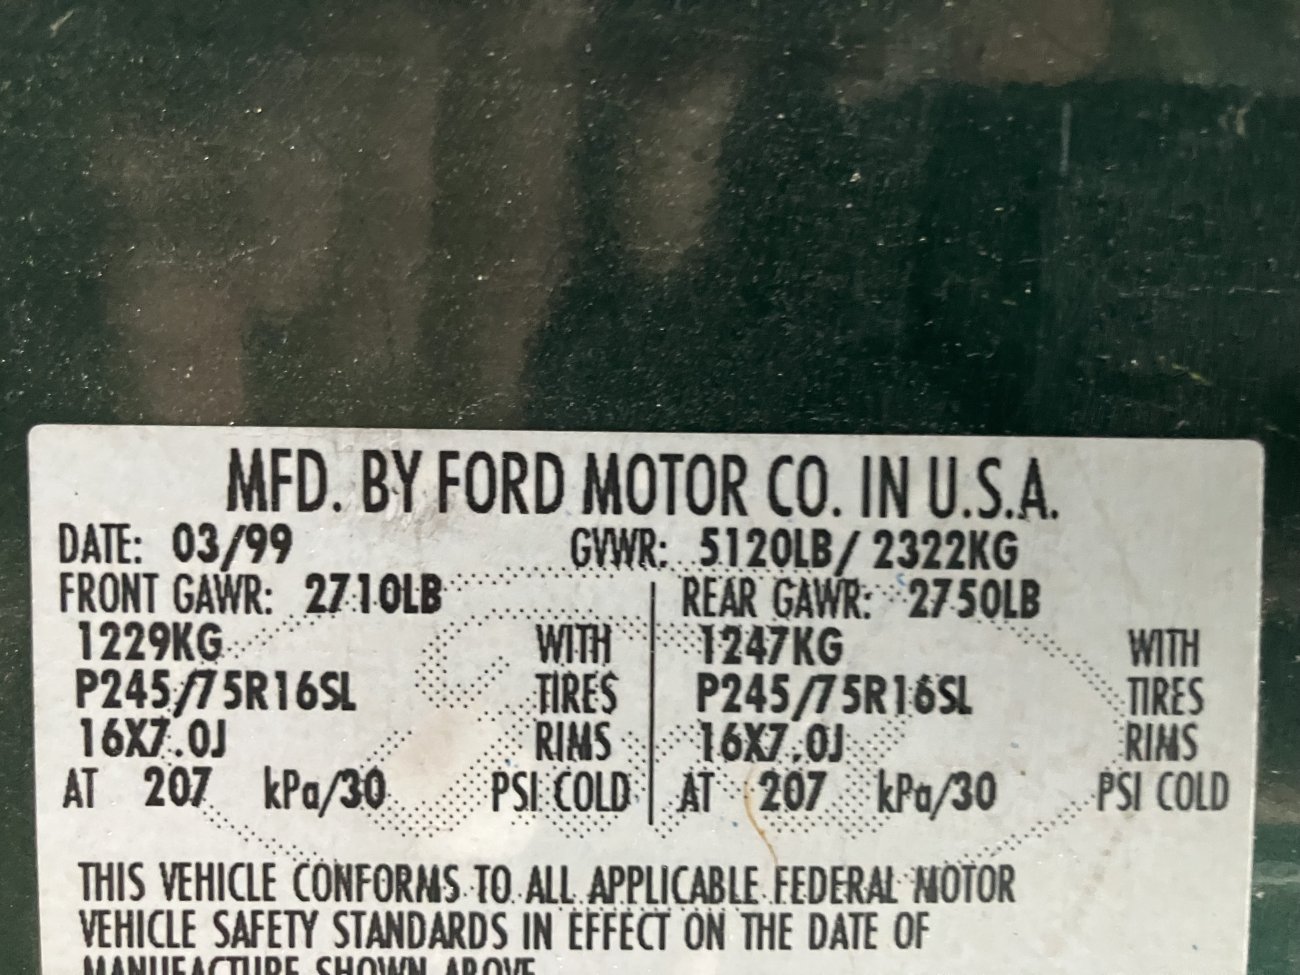 MFD. BY FORD MOTOR CO. IN U.S.A.
DATE: 03/99 GVWR: 5120LB/ 2322KG
FRONT GAWR: 2710LB REAR GAWR: 2750LB
1229KG WITH 1247KG WITH
P245/75R16SL TIRES P245/75R16SL TIRES
16X7.0J RIMS 16X7.0J RIMS
AT 207 kPa/30 PSI COLD AT 207 kPa/30 PSI COLD
THIS VEHICLE CONFORMS TO ALL APPLICABLE FEDERAL MOTOR
VEHICLE SAFETY STANDARDS IN EFFECT ON THE DATE OF
MANUFACTURE SHOWN ABOVE